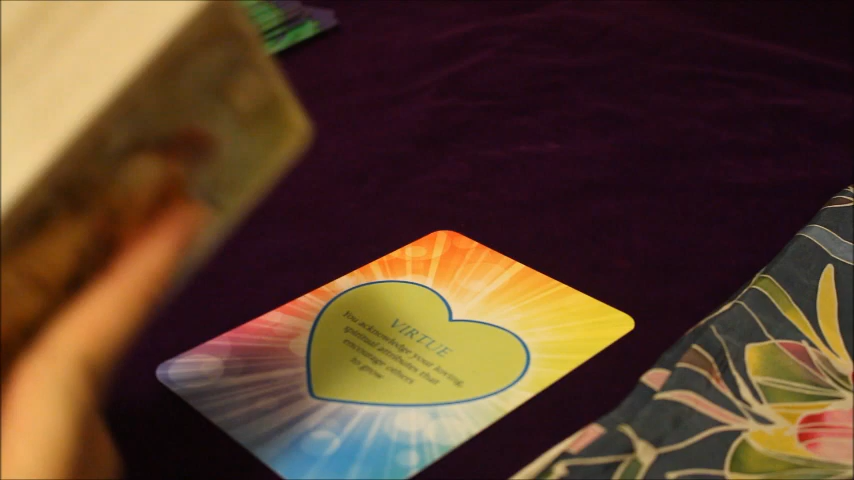 VIRTUE
You acknowledge your loving,
spiritual attributes that
encourage others
to grow